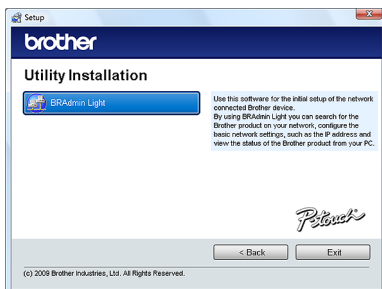 Setup
brother
Utility Installation
BRAdmin Light
Use this software for the initial setup of the network
connected Brother device.
By using BRAdmin Light you can search for the
Brother product on your network, configure the
basic network settings, such as the IP address and
view the status of the Brother product from your PC.
P-touch
< Back
Exit
(c) 2009 Brother Industries, Ltd. All Rights Reserved.